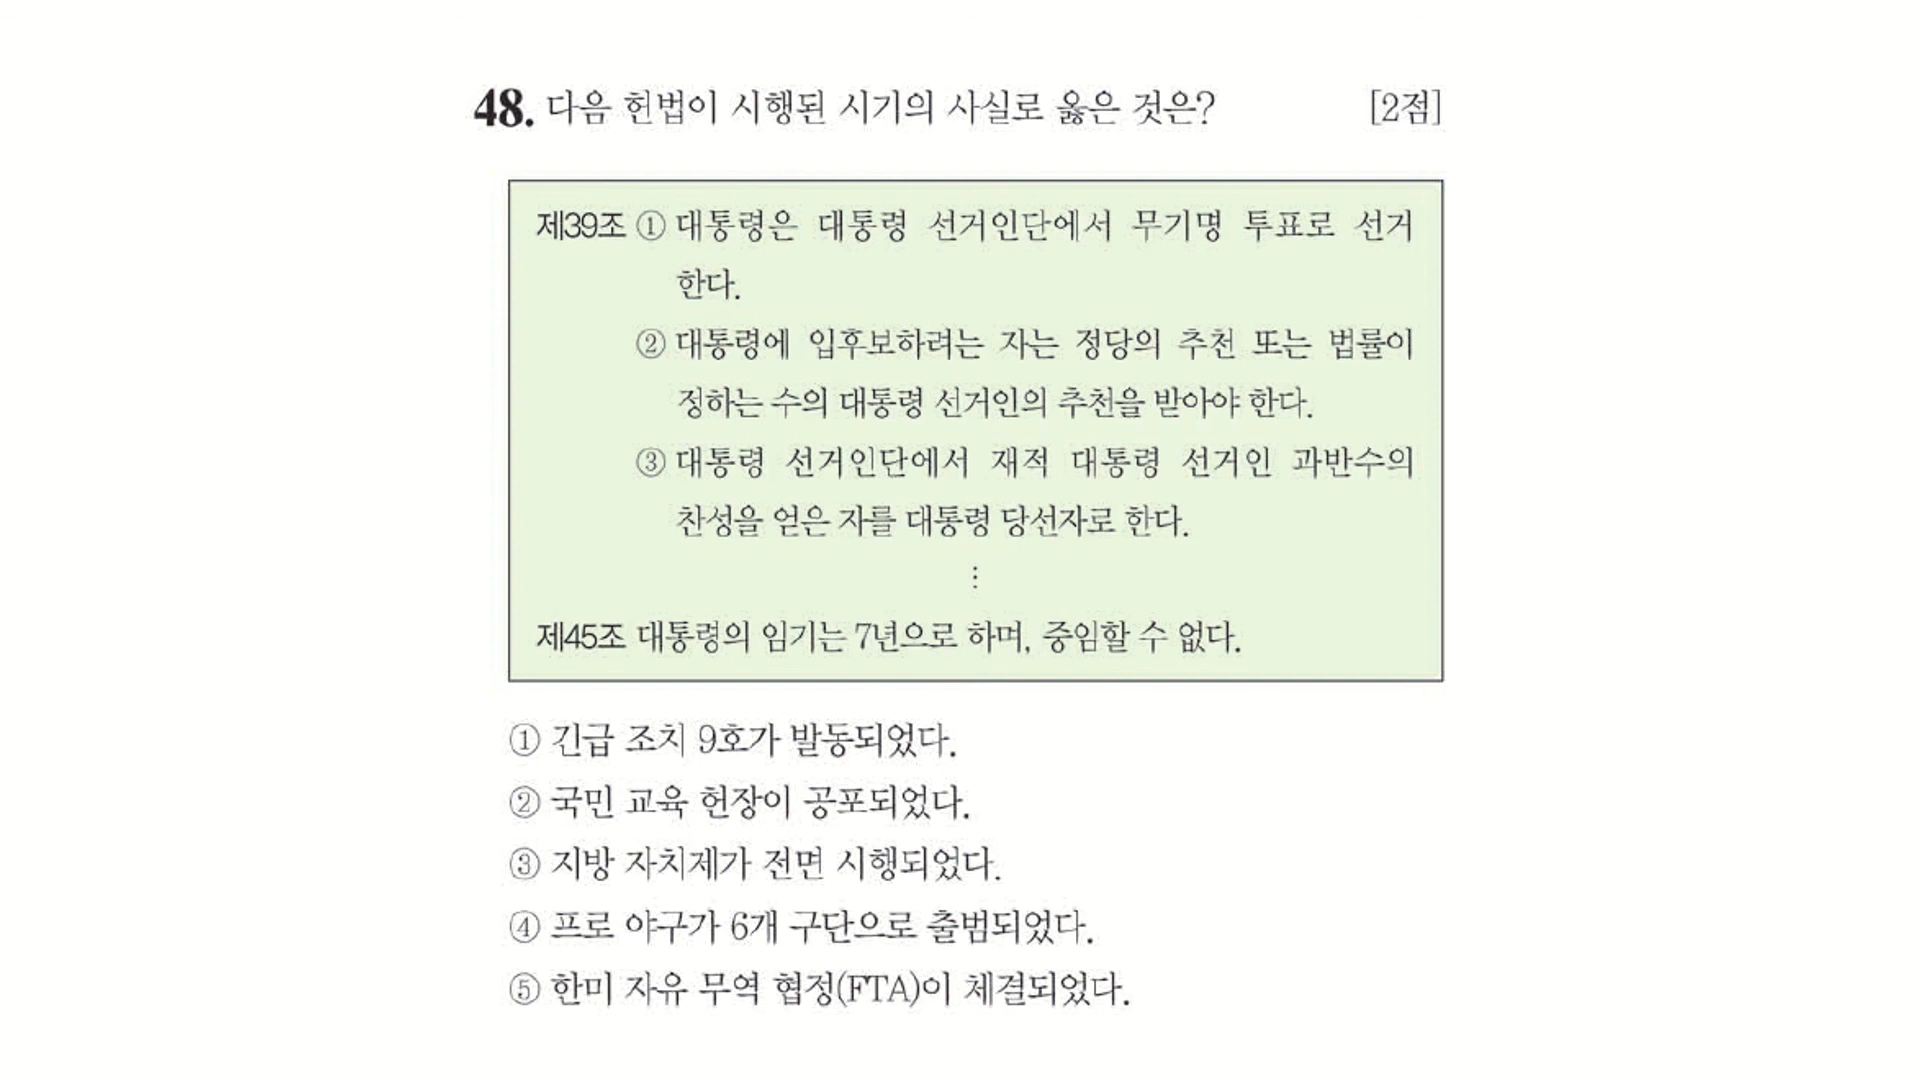 48. 다음 헌법이 시행된 시기의 사실로 옳은 것은? [2점]
제39조 ① 대통령은 대통령 선거인단에서 무기명 투표로 선거
한다.
② 대통령에 입후보하려는 자는 정당의 추천 또는 법률이
정하는 수의 대통령 선거인의 추천을 받아야 한다.
③ 대통령 선거인단에서 재적 대통령 선거인 과반수의
찬성을 얻은 자를 대통령 당선자로 한다.
⋮
제45조 대통령의 임기는 7년으로 하며, 중임할 수 없다.
① 긴급 조치 9호가 발동되었다.
② 국민 교육 헌장이 공포되었다.
③ 지방 자치제가 전면 시행되었다.
④ 프로 야구가 6개 구단으로 출범되었다.
⑤ 한미 자유 무역 협정(FTA)이 체결되었다.